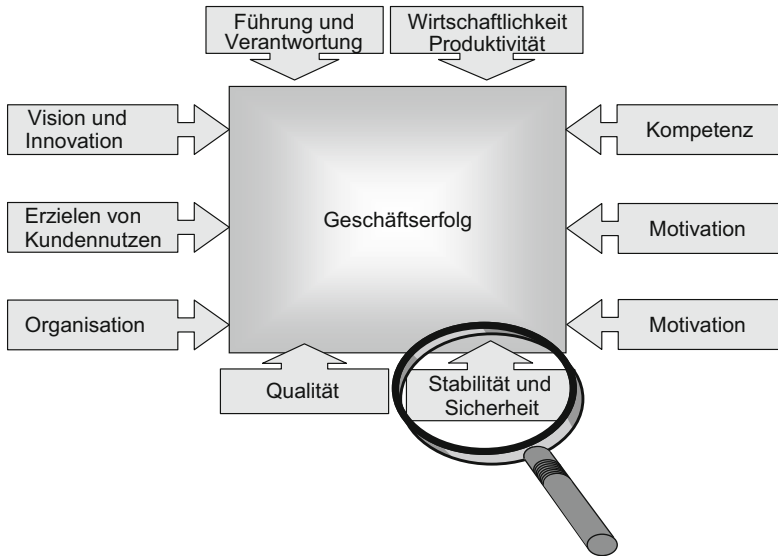 Führung und
Verantwortung
Wirtschaftlichkeit
Produktivität
Vision und
Innovation
Kompetenz
Erzielen von
Kundennutzen
Geschäftserfolg
Motivation
Organisation
Motivation
Qualität
Stabilität und
Sicherheit